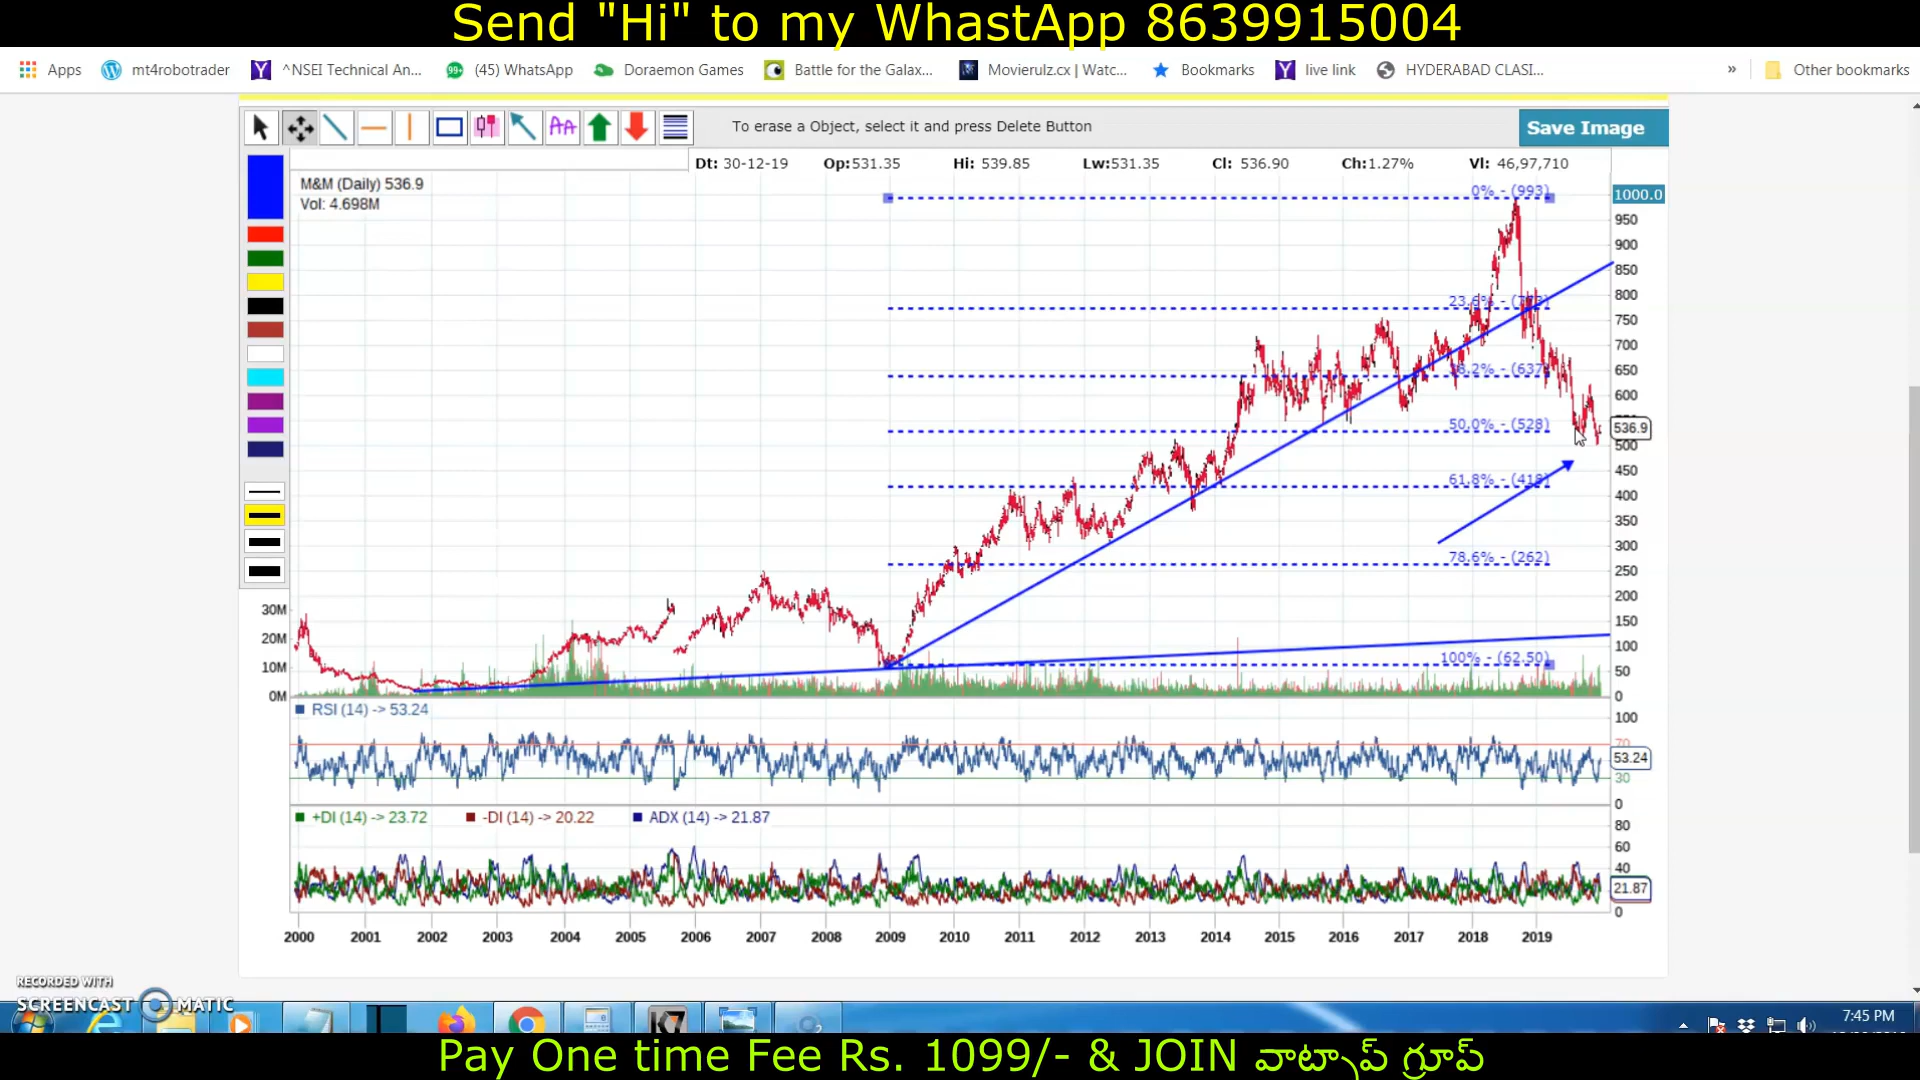 Send "Hi" to my WhastApp 8639915004
Apps mt4robotrader ^NSEI Technical An... (45) WhatsApp Doraemon Games Battle for the Galax... Movierulz.cx | Watc... Bookmarks live link HYDERABAD CLASI... » Other bookmarks
To erase a Object, select it and press Delete Button
Save Image
Dt: 30-12-19 Op:531.35 Hi: 539.85 Lw:531.35 Cl: 536.90 Ch:1.27% Vl: 46,97,710
M&M (Daily) 536.9
Vol: 4.698M
0% - (993)
1000.0
950
900
850
23.6% - (773)
800
750
700
38.2% - (637)
650
600
50.0% - (528)
536.9
500
450
61.8% - (418)
400
350
300
78.6% - (262)
250
200
30M
150
20M
100
100% - (62.50)
10M
50
0M
0
RSI (14) -> 53.24
100
70
53.24
30
0
+DI (14) -> 23.72 -DI (14) -> 20.22 ADX (14) -> 21.87
80
60
40
21.87
0
2000 2001 2002 2003 2004 2005 2006 2007 2008 2009 2010 2011 2012 2013 2014 2015 2016 2017 2018 2019
RECORDED WITH
SCREENCAST MATIC
7:45 PM
Pay One time Fee Rs. 1099/- & JOIN వాట్సాప్ గ్రూప్